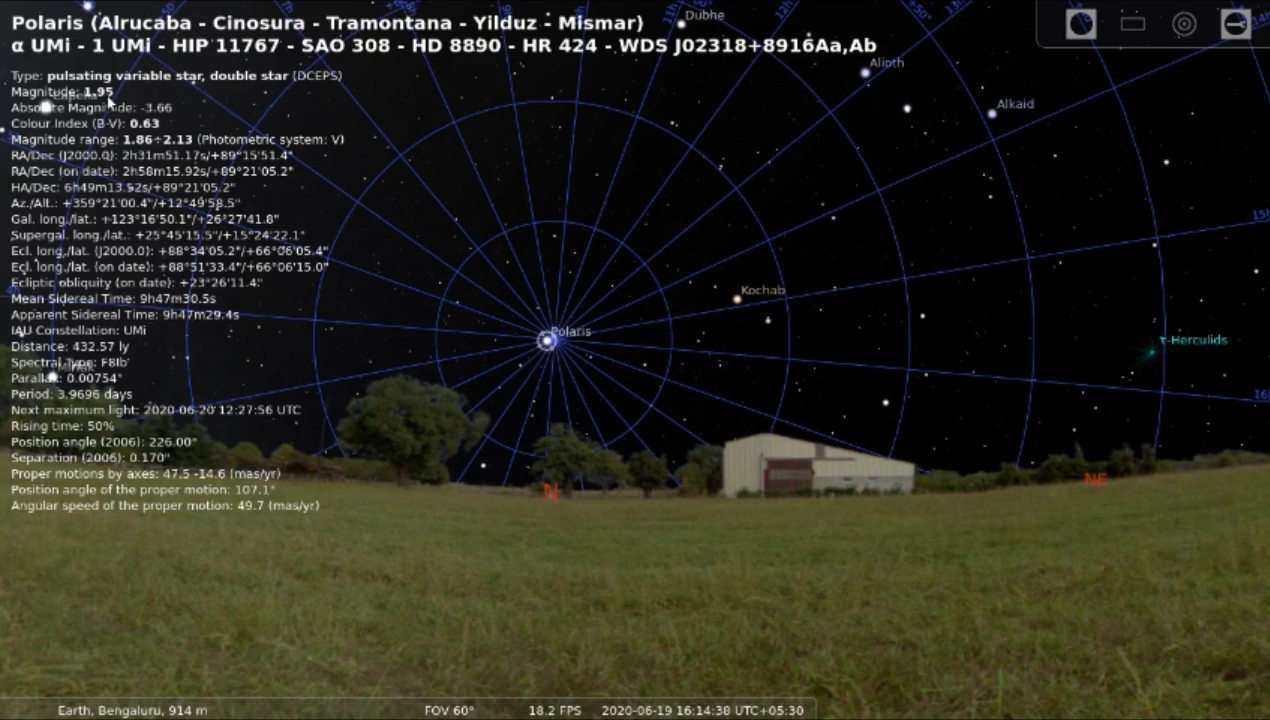 Polaris (Alrucaba - Cinosura - Tramontana - Yilduz - Mismar)
α UMi - 1 UMi - HIP 11767 - SAO 308 - HD 8890 - HR 424 - WDS J02318+8916Aa,Ab
Type: pulsating variable star, double star (DCEPS)
Magnitude: 1.95
Absolute Magnitude: -3.66
Colour Index (B-V): 0.63
Magnitude range: 1.86÷2.13 (Photometric system: V)
RA/Dec (J2000.0): 2h31m51.17s/+89°15'51.4"
RA/Dec (on date): 2h58m15.92s/+89°21'05.2"
HA/Dec: 6h49m13.52s/+89°21'05.2"
Az./Alt.: +359°21'00.4"/+12°49'58.5"
Gal. long./lat.: +123°16'50.1"/+26°27'41.8"
Supergal. long./lat.: +25°45'15.5"/+15°24'22.1"
Ecl. long./lat. (J2000.0): +88°34'05.2"/+66°06'05.4"
Ecl. long./lat. (on date): +88°51'33.4"/+66°06'15.0"
Ecliptic obliquity (on date): +23°26'11.4"
Mean Sidereal Time: 9h47m30.5s
Apparent Sidereal Time: 9h47m29.4s
IAU Constellation: UMi
Distance: 432.57 ly
Spectral Type: F8Ib
Parallax: 0.00754"
Period: 3.9696 days
Next maximum light: 2020-06-20 12:27:56 UTC
Rising time: 50%
Position angle (2006): 226.00°
Separation (2006): 0.170"
Proper motions by axes: 47.5 -14.6 (mas/yr)
Position angle of the proper motion: 107.1°
Angular speed of the proper motion: 49.7 (mas/yr)
Dubhe
Alioth
Alkaid
Kochab
Polaris
τ-Herculids
11h
12h
13h
15h
16h
+50°
N
NE
Earth, Bengaluru, 914 m
FOV 60°
18.2 FPS
2020-06-19 16:14:38 UTC+05:30